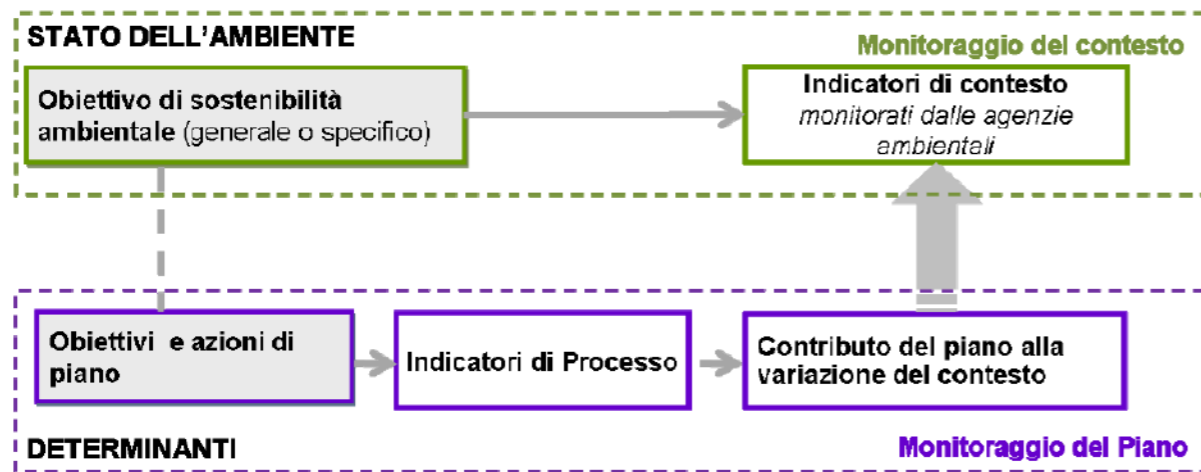 STATO DELL'AMBIENTE
Monitoraggio del contesto
Obiettivo di sostenibilità
ambientale (generale o specifico)
Indicatori di contesto
monitorati dalle agenzie
ambientali
Obiettivi e azioni di
piano
Indicatori di Processo
Contributo del piano alla
variazione del contesto
DETERMINANTI
Monitoraggio del Piano